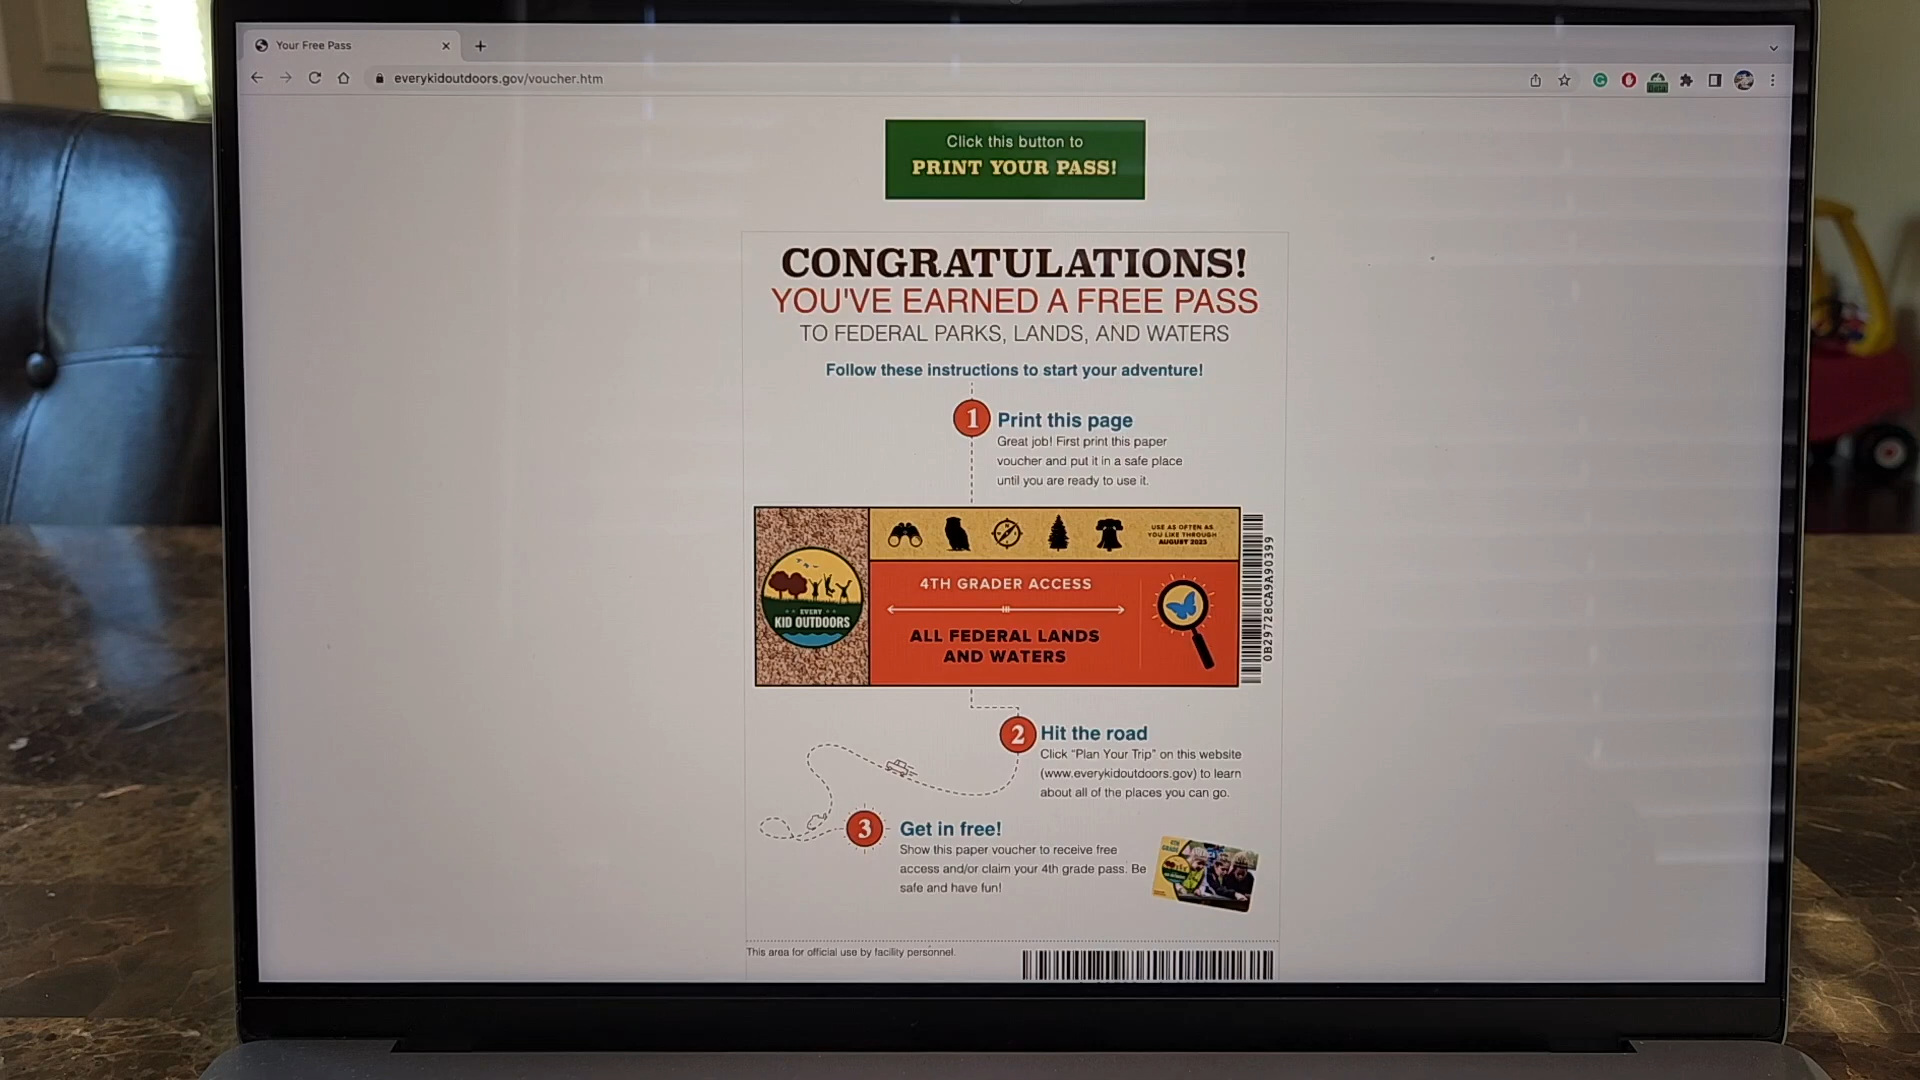 Your Free Pass
everykidoutdoors.gov/voucher.htm
Click this button to
PRINT YOUR PASS!
CONGRATULATIONS!
YOU'VE EARNED A FREE PASS
TO FEDERAL PARKS, LANDS, AND WATERS
Follow these instructions to start your adventure!
1 Print this page
Great job! First print this paper
voucher and put it in a safe place
until you are ready to use it.
USE AS OFTEN AS
YOU LIKE THROUGH
AUGUST 2023
4TH GRADER ACCESS
ALL FEDERAL LANDS
AND WATERS
EVERY
KID OUTDOORS
0B29728CA9A90399
2 Hit the road
Click "Plan Your Trip" on this website
(www.everykidoutdoors.gov) to learn
about all of the places you can go.
3 Get in free!
Show this paper voucher to receive free
access and/or claim your 4th grade pass. Be
safe and have fun!
4TH
GRADE
This area for official use by facility personnel.